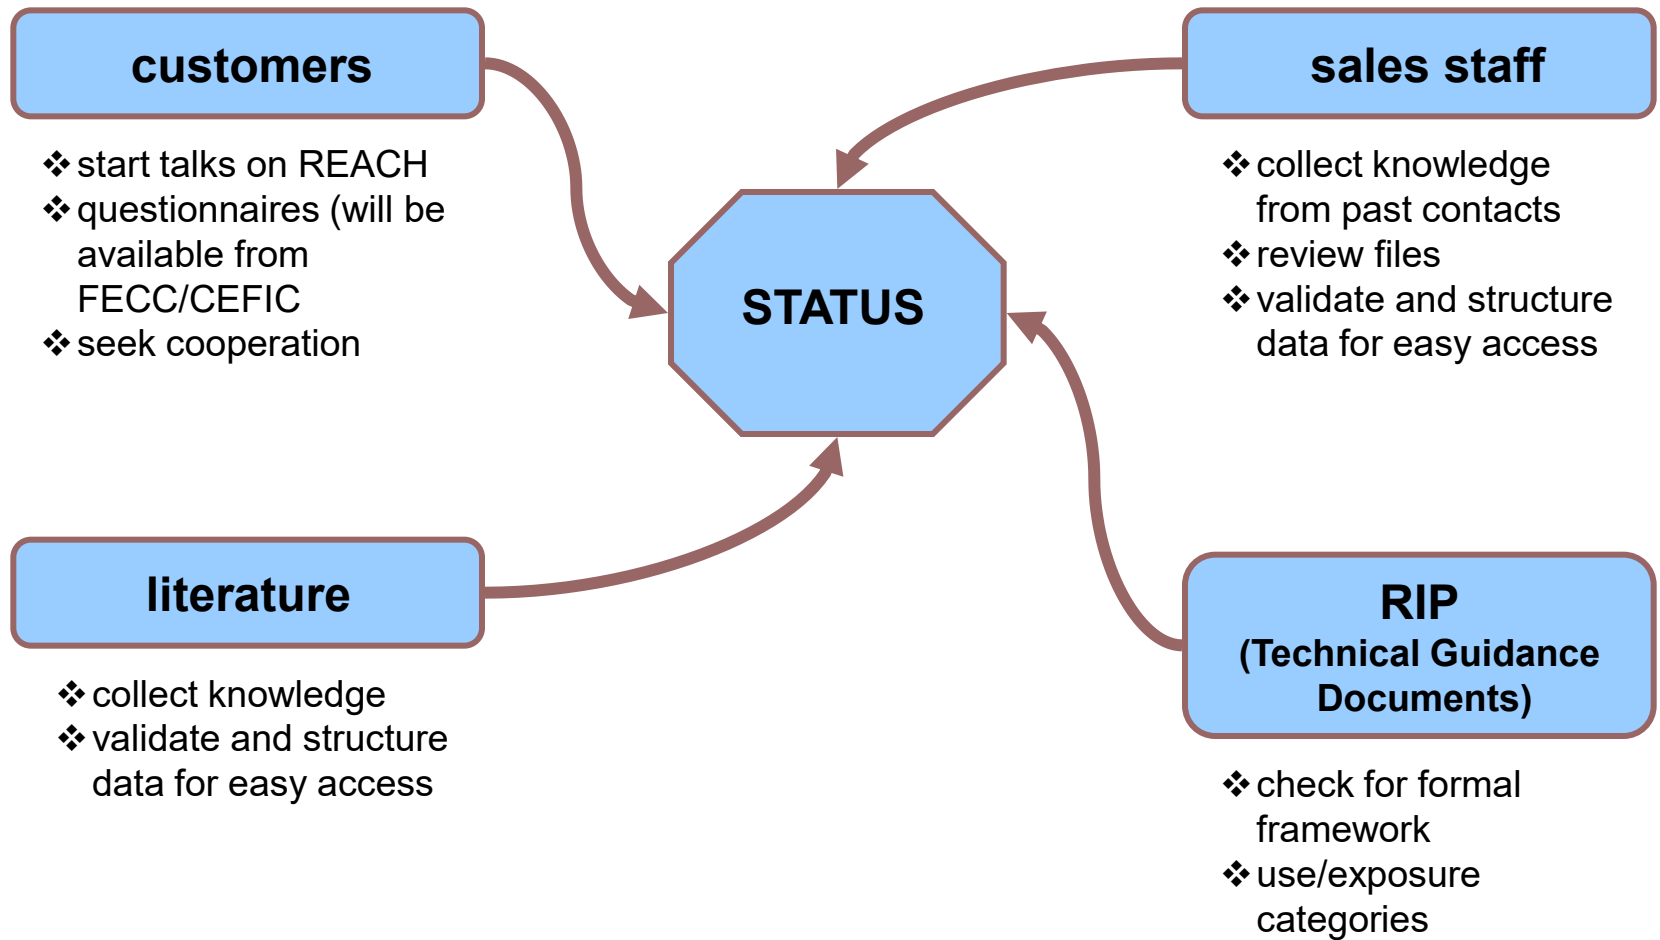 customers
❖ start talks on REACH
❖ questionnaires (will be
available from
FECC/CEFIC
❖ seek cooperation
sales staff
❖ collect knowledge
from past contacts
❖ review files
❖ validate and structure
data for easy access
STATUS
literature
❖ collect knowledge
❖ validate and structure
data for easy access
RIP
(Technical Guidance
Documents)
❖ check for formal
framework
❖ use/exposure
categories